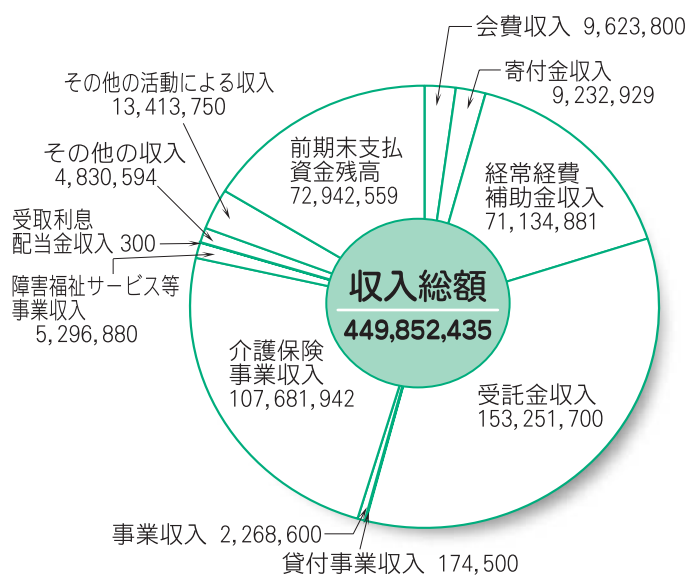 会費収入 9,623,800
寄付金収入
9,232,929
経常経費
補助金収入
71,134,881
受託金収入
153,251,700
貸付事業収入 174,500
事業収入 2,268,600
介護保険
事業収入
107,681,942
障害福祉サービス等
事業収入
5,296,880
受取利息
配当金収入 300
その他の収入
4,830,594
その他の活動による収入
13,413,750
前期末支払
資金残高
72,942,559
収入総額
449,852,435